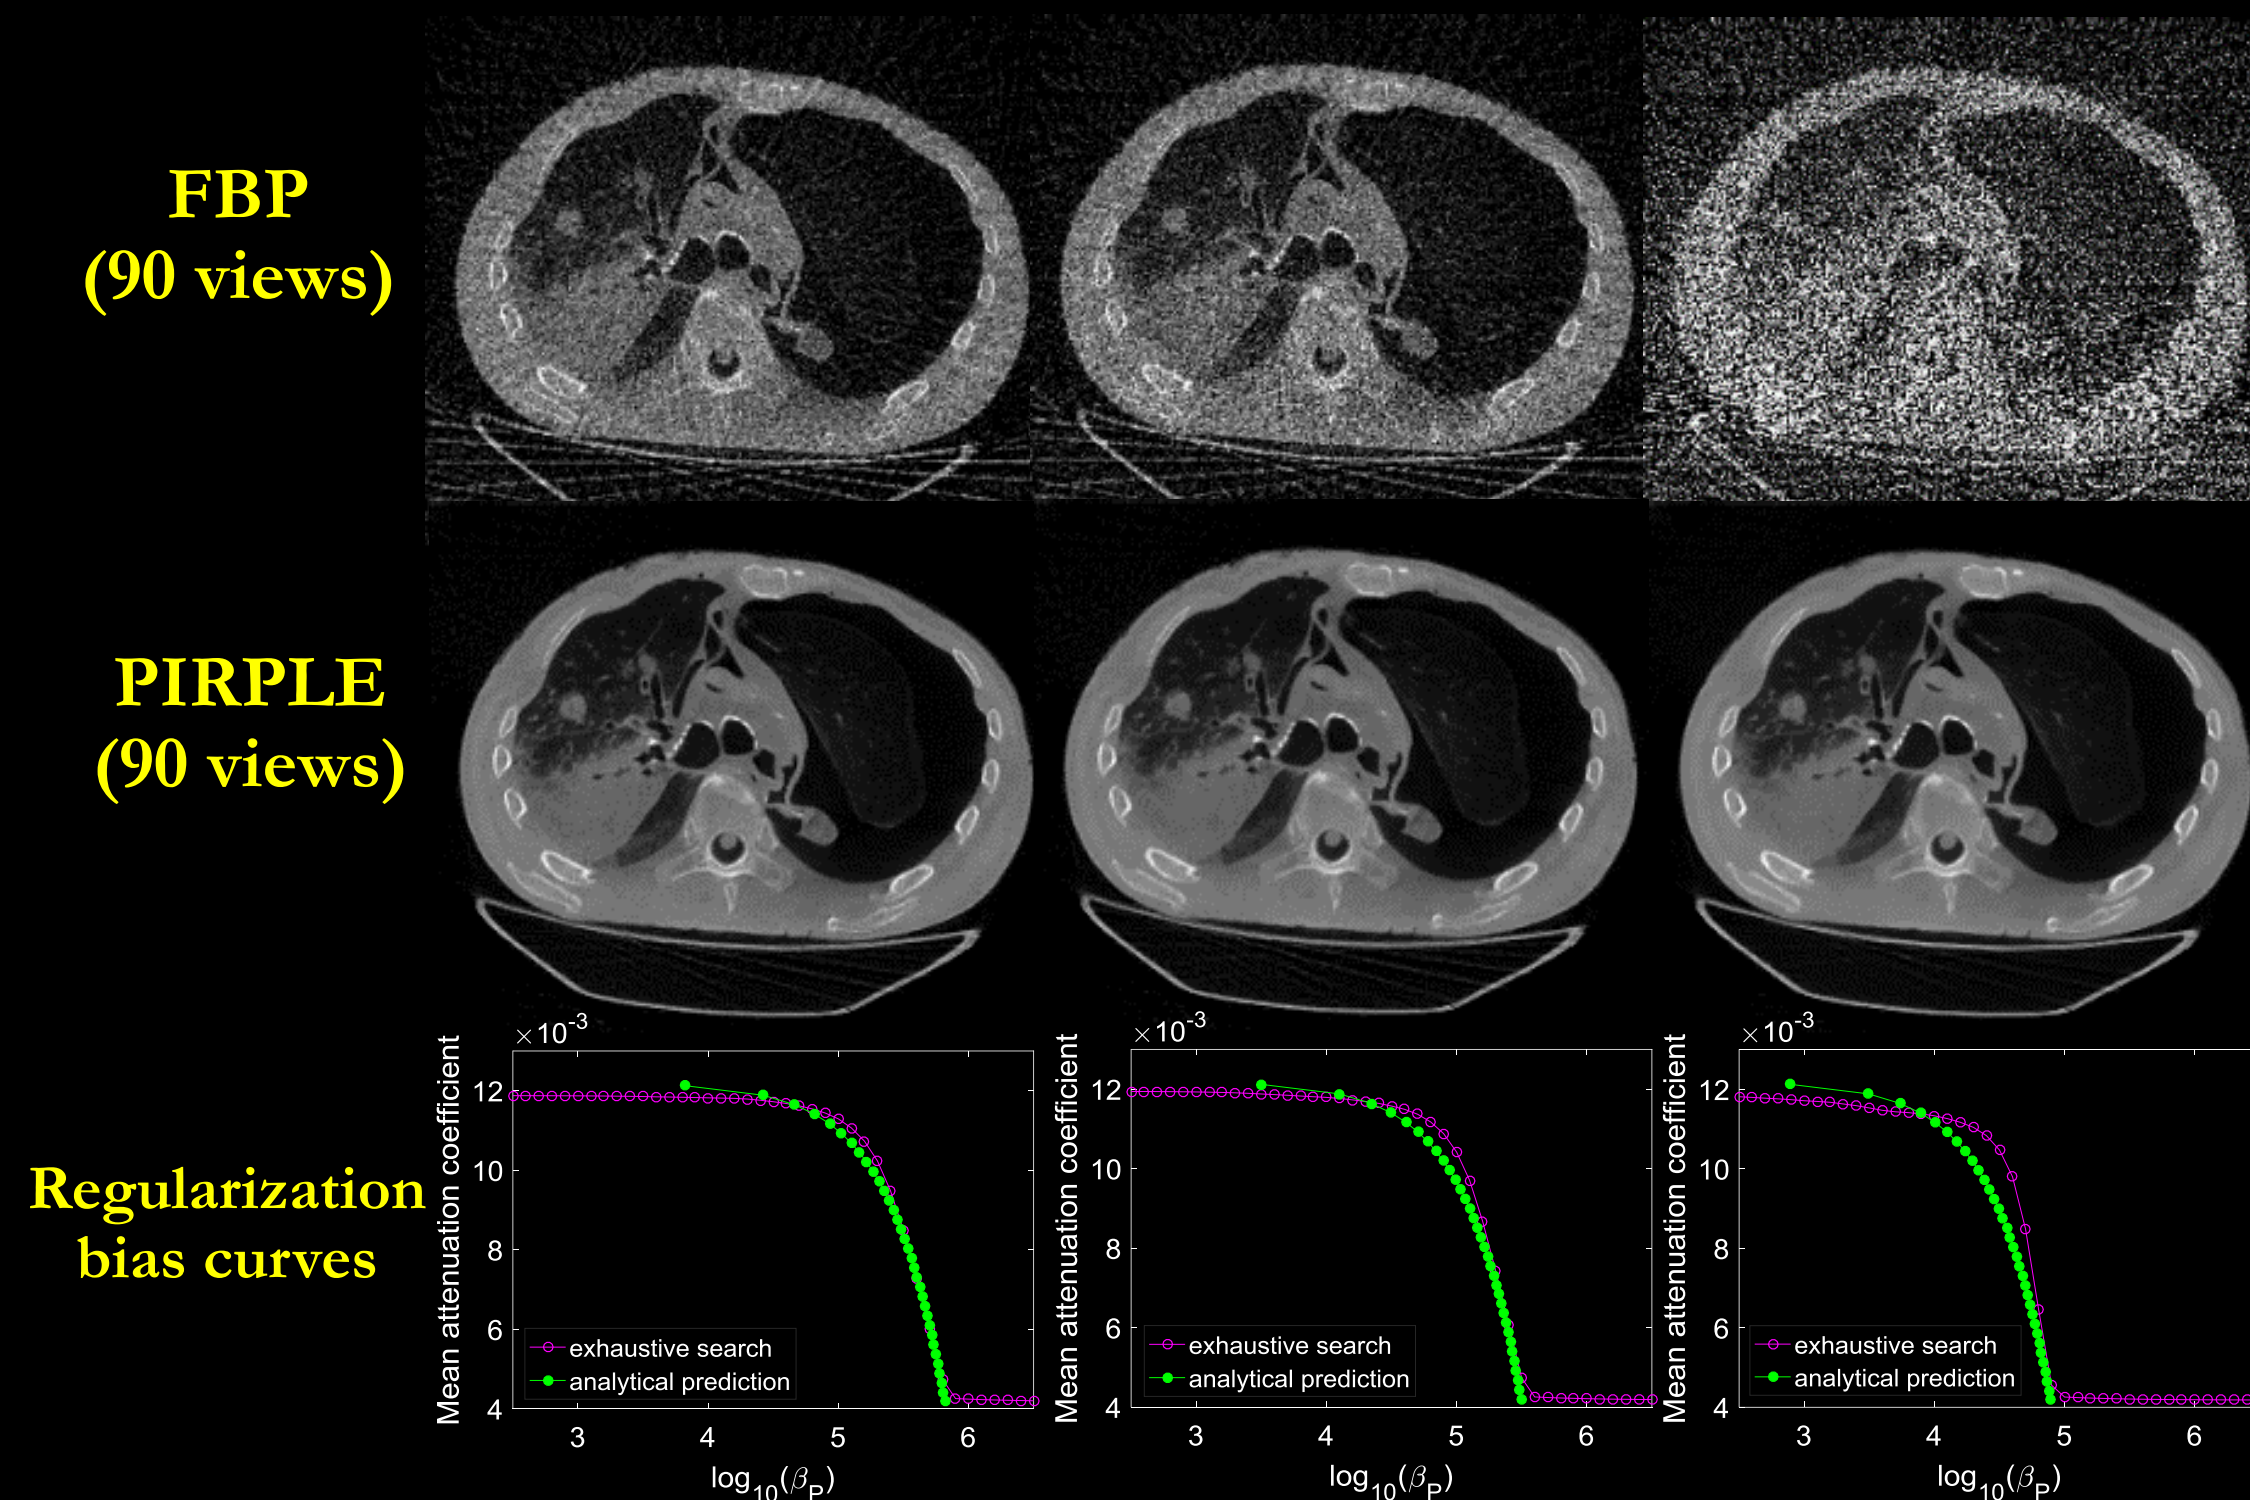 FBP
(90 views)
PIRPLE
(90 views)
Regularization
bias curves
×10-3
Mean attenuation coefficient
12
10
8
6
4
exhaustive search
analytical prediction
3 4 5 6
log10(βP)
×10-3
Mean attenuation coefficient
12
10
8
6
4
exhaustive search
analytical prediction
3 4 5 6
log10(βP)
×10-3
Mean attenuation coefficient
12
10
8
6
4
exhaustive search
analytical prediction
3 4 5 6
log10(βP)